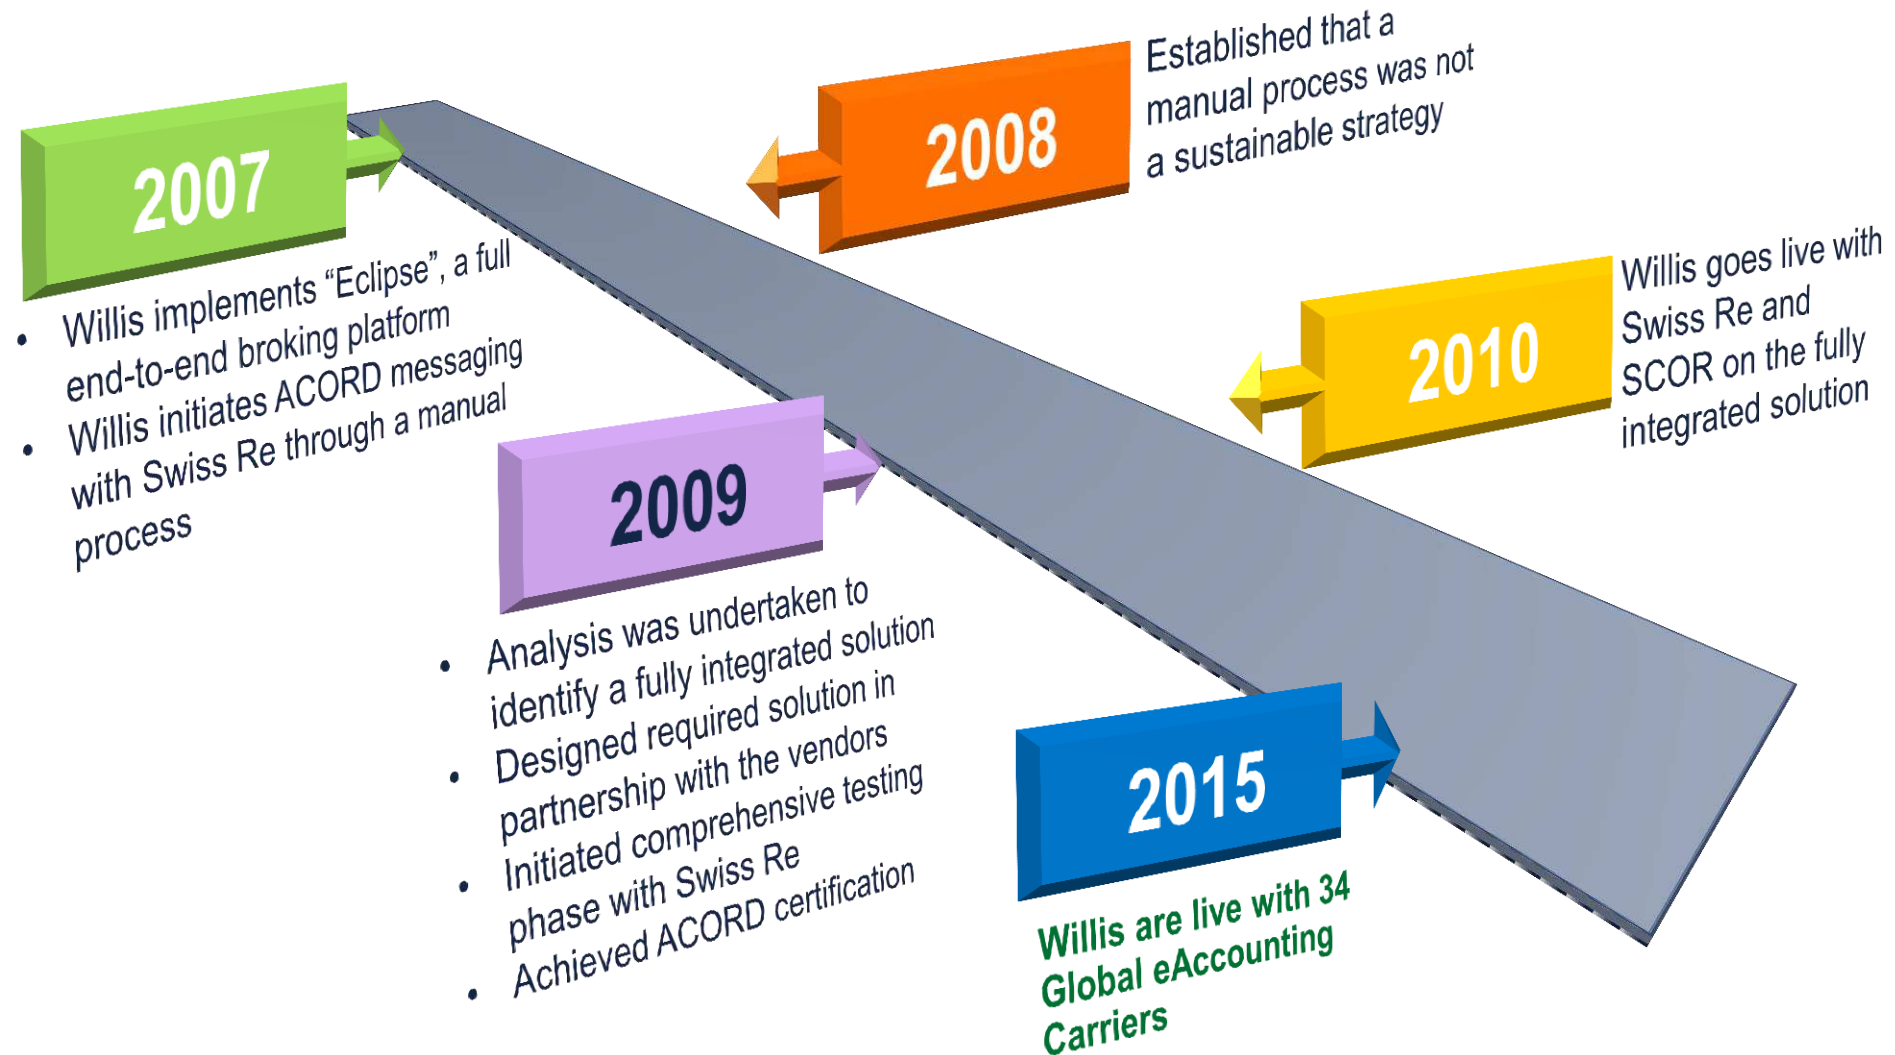 2007
• Willis implements “Eclipse”, a full
end-to-end broking platform
• Willis initiates ACORD messaging
with Swiss Re through a manual
process
2008
Established that a
manual process was not
a sustainable strategy
2009
• Analysis was undertaken to
identify a fully integrated solution
• Designed required solution in
partnership with the vendors
• Initiated comprehensive testing
phase with Swiss Re
• Achieved ACORD certification
2010
Willis goes live with
Swiss Re and
SCOR on the fully
integrated solution
2015
Willis are live with 34
Global eAccounting
Carriers